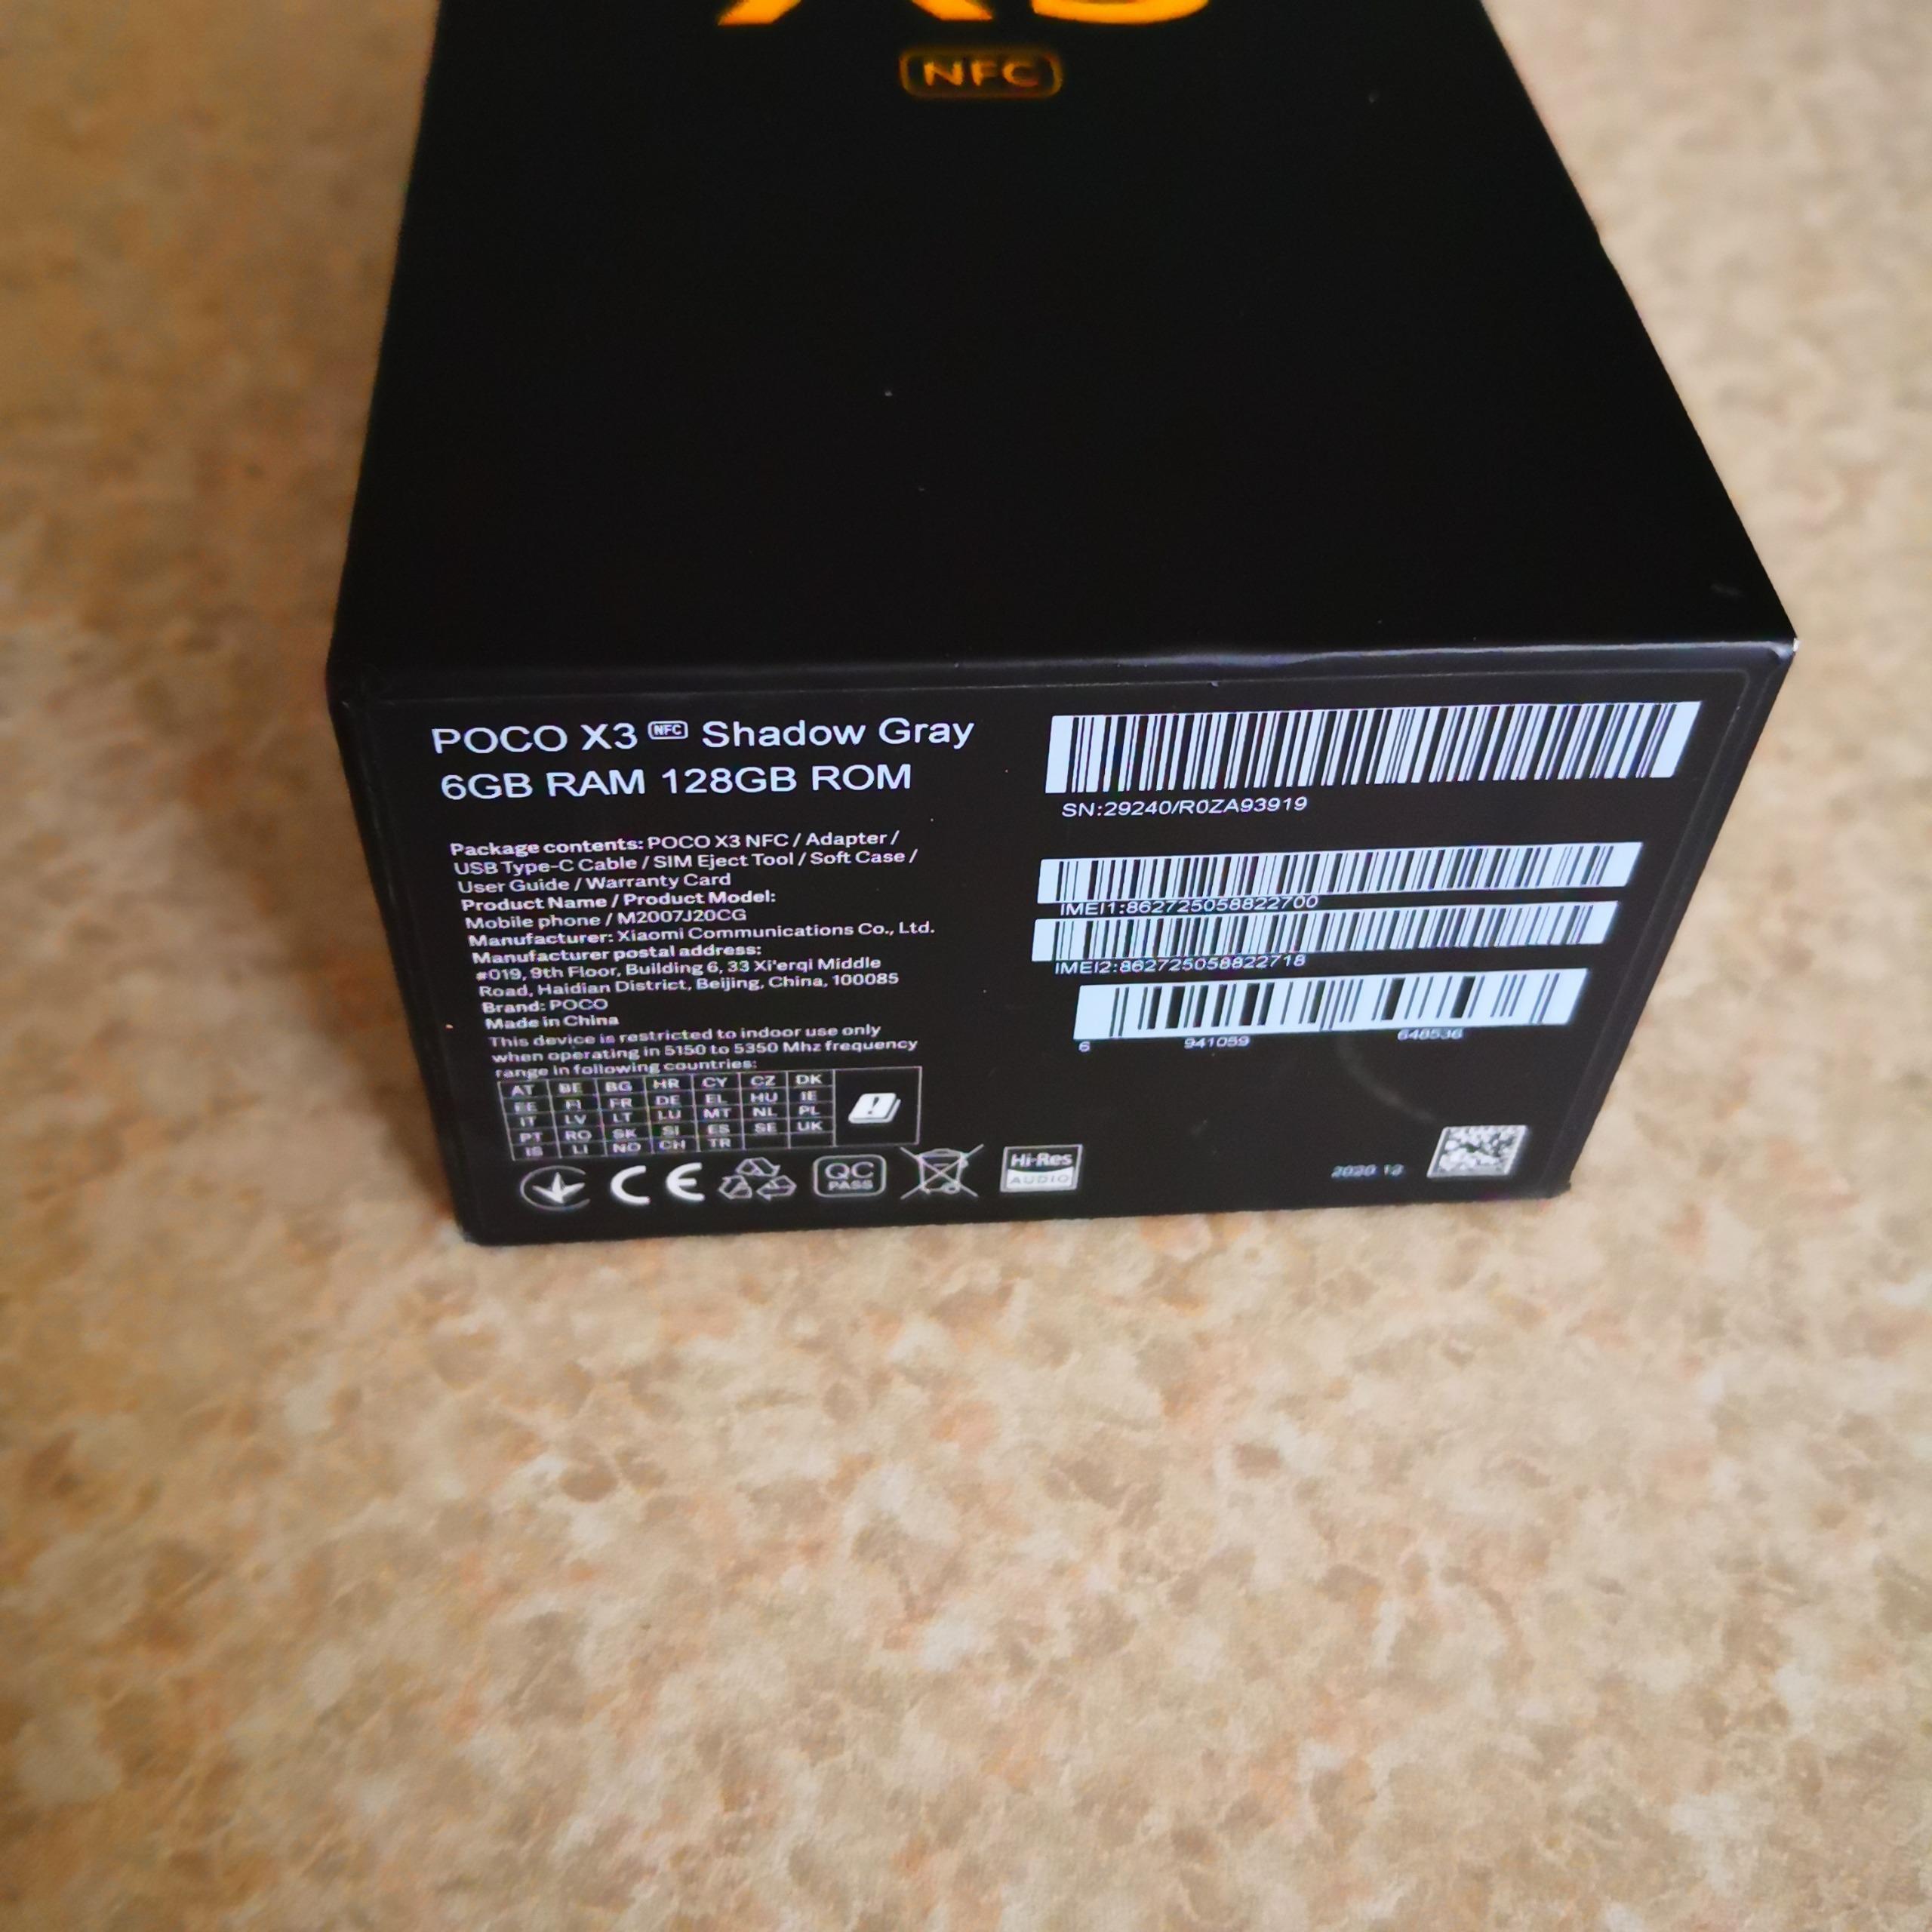 X3
NFC
POCO X3 NFC Shadow Gray
6GB RAM 128GB ROM
Package contents: POCO X3 NFC / Adapter /
USB Type-C Cable / SIM Eject Tool / Soft Case /
User Guide / Warranty Card
Product Name / Product Model:
Mobile phone / M2007J20CG
Manufacturer: Xiaomi Communications Co., Ltd.
Manufacturer postal address:
#019, 9th Floor, Building 6, 33 Xi'erqi Middle
Road, Haidian District, Beijing, China, 100085
Brand: POCO
Made in China
This device is restricted to indoor use only
when operating in 5150 to 5350 Mhz frequency
range in following countries:
AT BE BG HR CY CZ DK
EE FI FR DE EL HU IE
IT LV LT LU MT NL PL
PT RO SK SI ES SE UK
IS LI NO CH TR
CE
QC
PASS
Hi-Res
AUDIO
SN:29240/R0ZA93919
IMEI1:862725058822700
IMEI2:862725058822718
6 941059 648536
2020 12